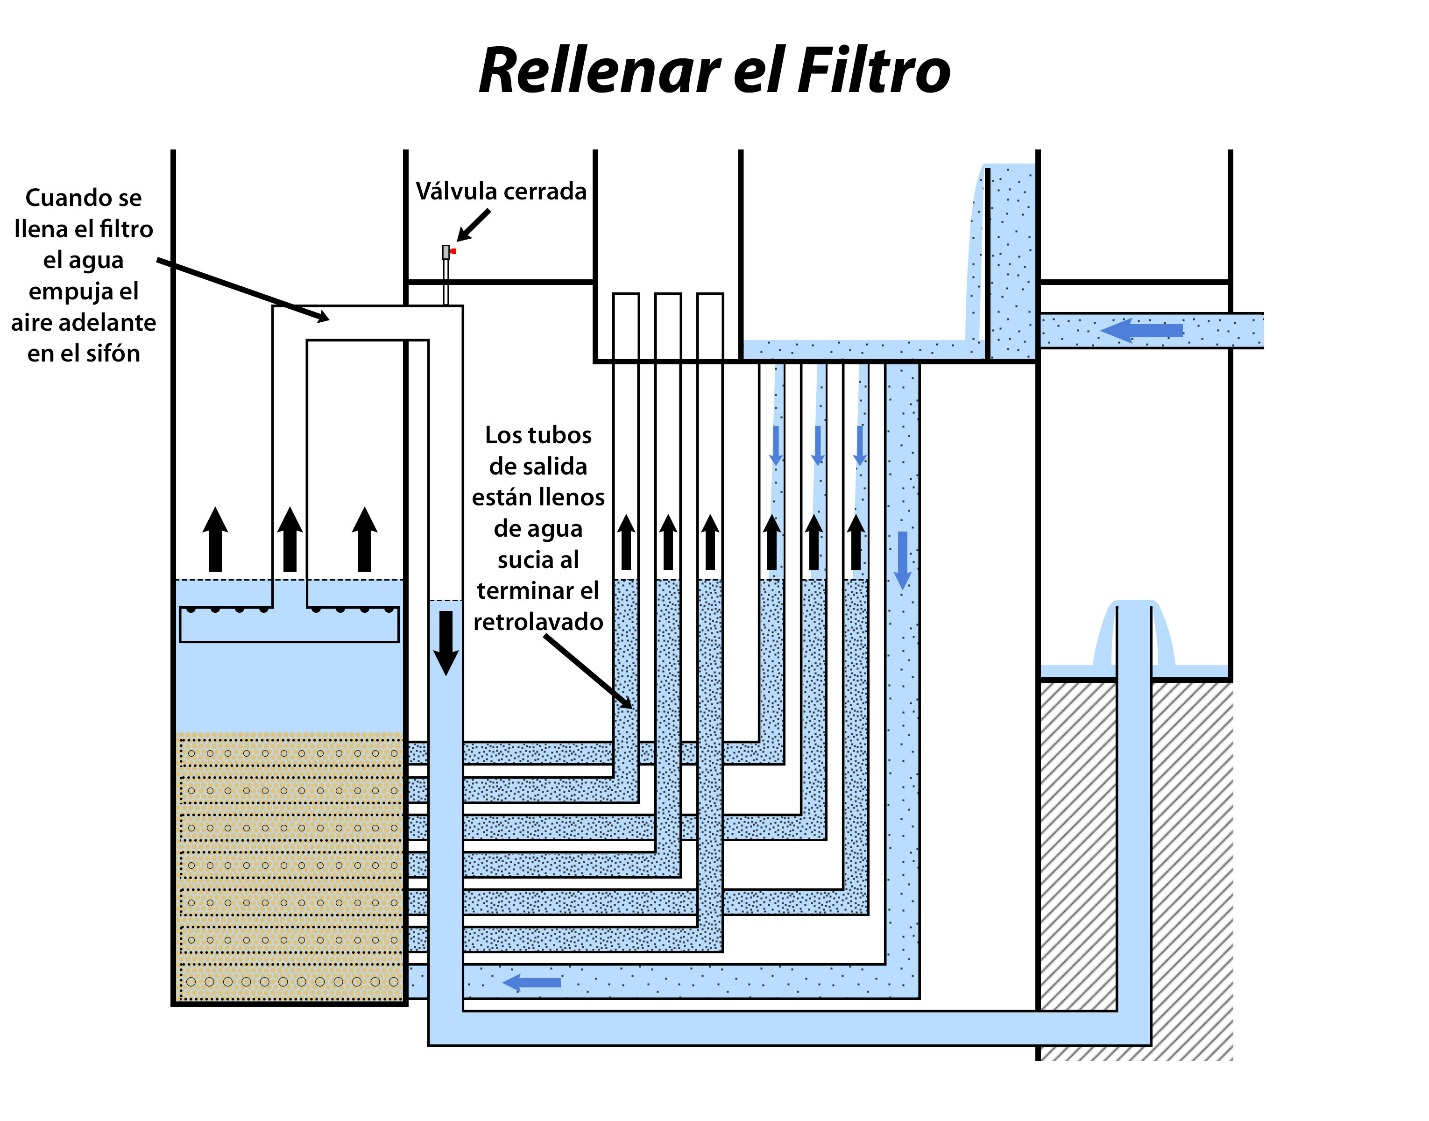 Rellenar el Filtro
Cuando se
llena el filtro
el agua
empuja el
aire adelante
en el sifón
Válvula cerrada
Los tubos
de salida
están llenos
de agua
sucia al
terminar el
retrolavado